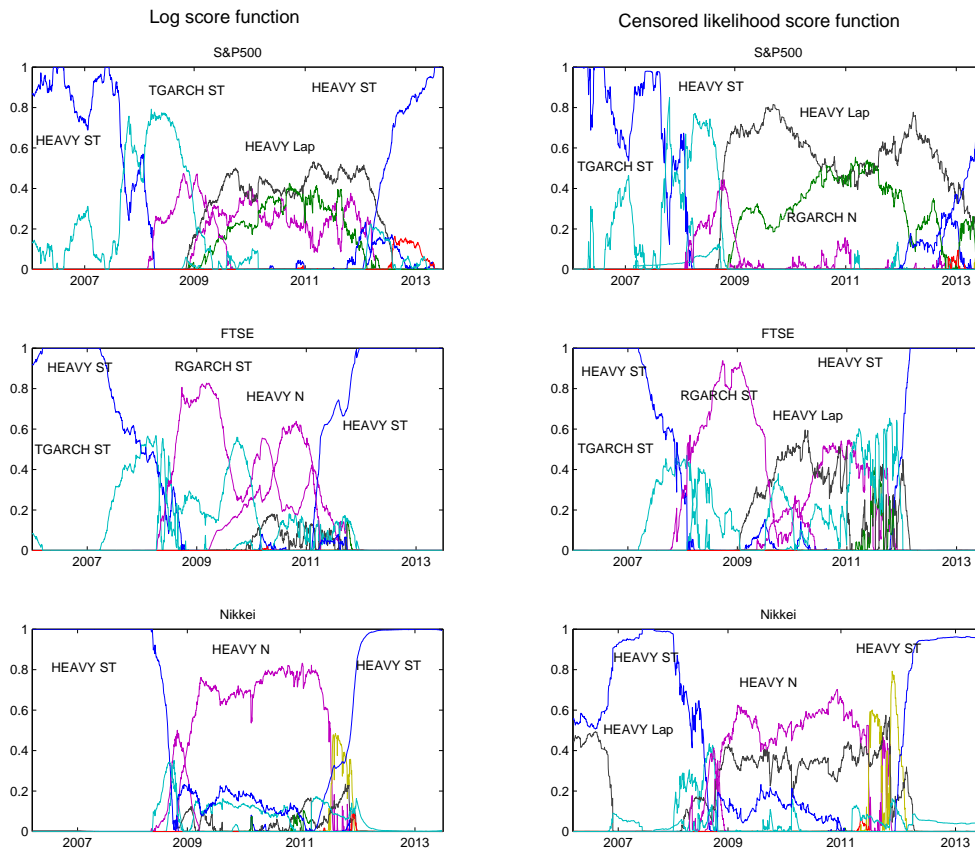 Log score function
Censored likelihood score function
S&P500
1
0.8
0.6
0.4
0.2
0
2007
2009
2011
2013
HEAVY ST
TGARCH ST
HEAVY Lap
HEAVY ST
S&P500
1
0.8
0.6
0.4
0.2
0
2007
2009
2011
2013
TGARCH ST
HEAVY ST
HEAVY Lap
RGARCH N
FTSE
1
0.8
0.6
0.4
0.2
0
2007
2009
2011
2013
HEAVY ST
TGARCH ST
RGARCH ST
HEAVY N
HEAVY ST
FTSE
1
0.8
0.6
0.4
0.2
0
2007
2009
2011
2013
HEAVY ST
TGARCH ST
RGARCH ST
HEAVY Lap
HEAVY ST
Nikkei
1
0.8
0.6
0.4
0.2
0
2007
2009
2011
2013
HEAVY ST
HEAVY N
HEAVY ST
Nikkei
1
0.8
0.6
0.4
0.2
0
2007
2009
2011
2013
HEAVY ST
HEAVY Lap
HEAVY N
HEAVY ST